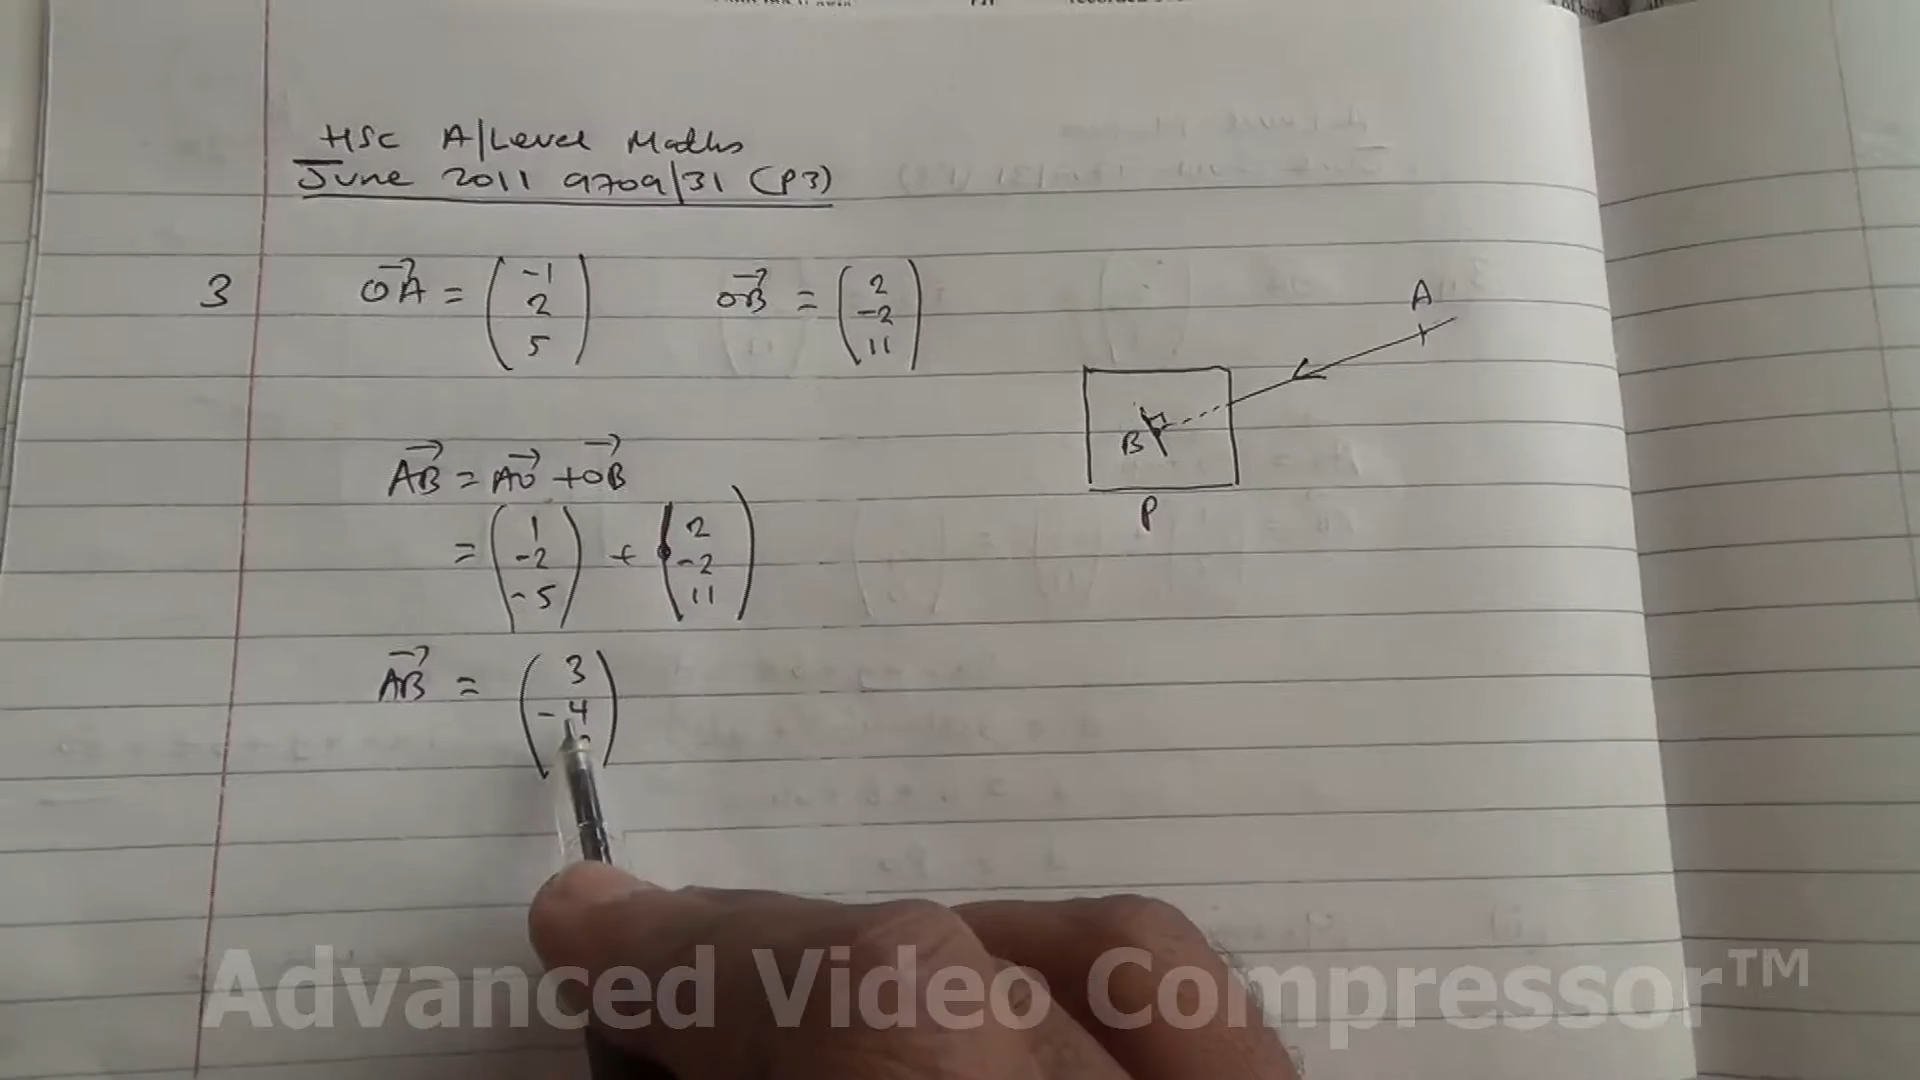 HSC A/Level Maths
June 2011 9709/31 (P3)
3 OA = (-1 2 5) OB = (2 -2 11)
A
B
P
AB = AO + OB
= (1 -2 -5) + (2 -2 11)
AB = (3 -4
Advanced Video Compressor™